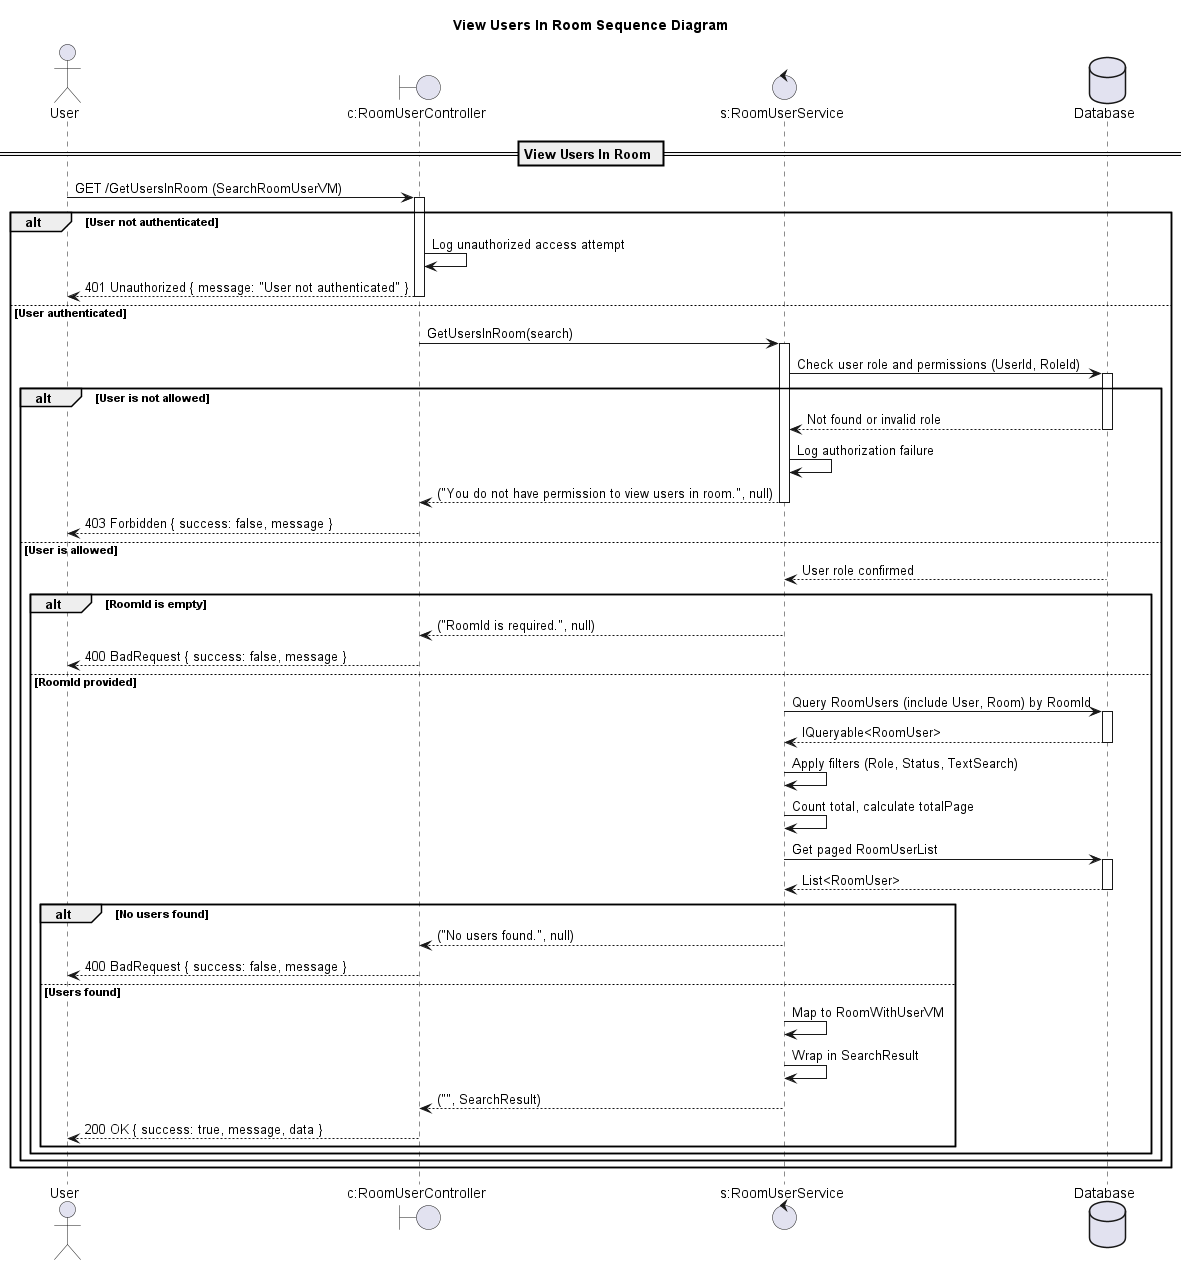 View Users In Room Sequence Diagram
User
c:RoomUserController
s:RoomUserService
Database
View Users In Room
GET /GetUsersInRoom (SearchRoomUserVM)
alt
[User not authenticated]
Log unauthorized access attempt
401 Unauthorized { message: "User not authenticated" }
[User authenticated]
GetUsersInRoom(search)
Check user role and permissions (UserId, RoleId)
alt
[User is not allowed]
Not found or invalid role
Log authorization failure
("You do not have permission to view users in room.", null)
403 Forbidden { success: false, message }
[User is allowed]
User role confirmed
alt
[RoomId is empty]
("RoomId is required.", null)
400 BadRequest { success: false, message }
[RoomId provided]
Query RoomUsers (include User, Room) by RoomId
IQueryable<RoomUser>
Apply filters (Role, Status, TextSearch)
Count total, calculate totalPage
Get paged RoomUserList
List<RoomUser>
alt
[No users found]
("No users found.", null)
400 BadRequest { success: false, message }
[Users found]
Map to RoomWithUserVM
Wrap in SearchResult
("", SearchResult)
200 OK { success: true, message, data }
User
c:RoomUserController
s:RoomUserService
Database